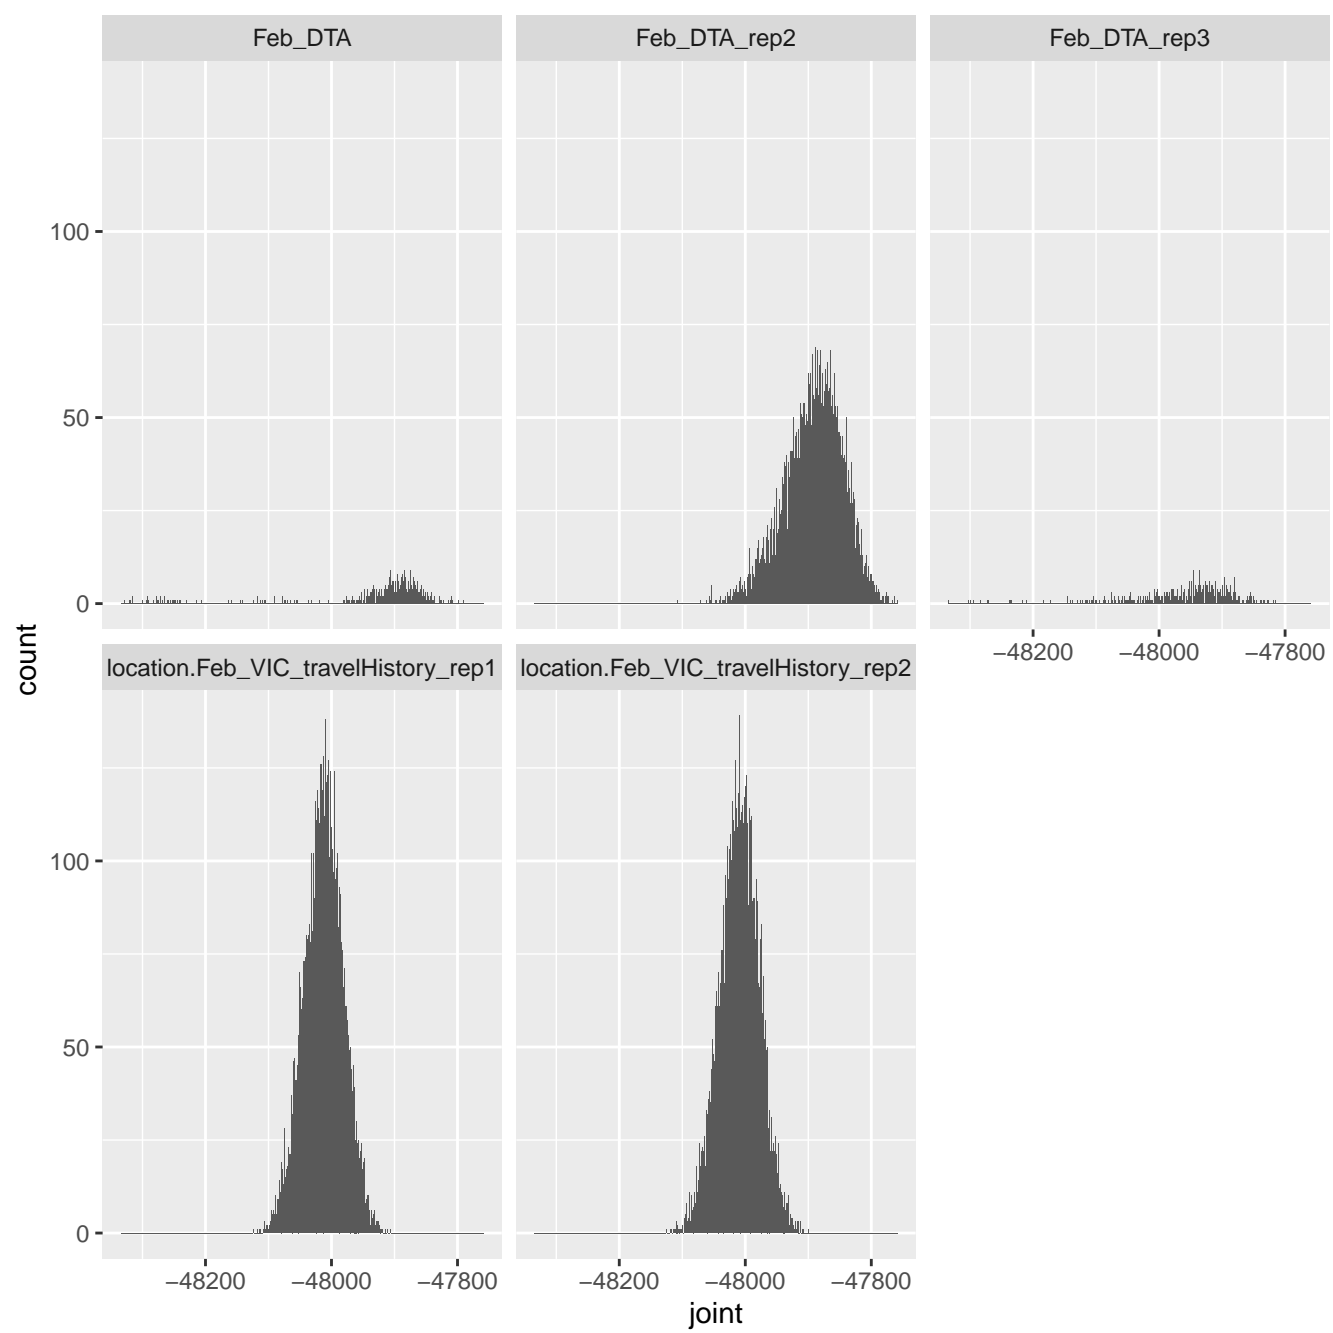 Feb_DTA
Feb_DTA_rep2
Feb_DTA_rep3
100
50
0
−48200 −48000 −47800
location.Feb_VIC_travelHistory_rep1
location.Feb_VIC_travelHistory_rep2
count
100
50
0
−48200 −48000 −47800
−48200 −48000 −47800
joint